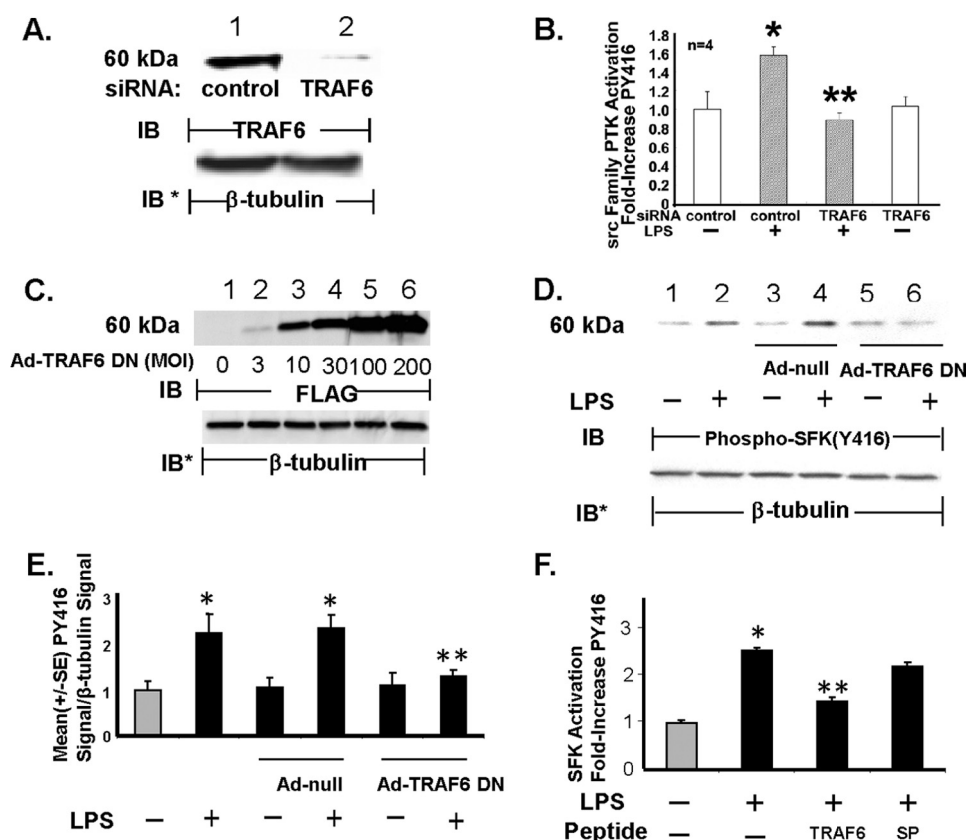 A.
1 2
60 kDa
siRNA: control TRAF6
IB TRAF6
IB * β-tubulin
B.
src Family PTK Activation
Fold-Increase PY416
1.8
1.6
1.4
1.2
1.0
0.8
0.6
0.4
0.2
0
n=4
*
**
siRNA control control TRAF6 TRAF6
LPS − + + −
C.
1 2 3 4 5 6
60 kDa
Ad-TRAF6 DN (MOI) 0 3 10 30 100 200
IB FLAG
IB* β-tubulin
D.
1 2 3 4 5 6
60 kDa
Ad-null Ad-TRAF6 DN
LPS − + − + − +
IB Phospho-SFK(Y416)
IB* β-tubulin
E.
Mean(+/-SE) PY416
Signal/β-tubulin Signal
3
2
1
0
* * **
Ad-null Ad-TRAF6 DN
LPS − + − + − +
F.
SFK Activation
Fold-Increase PY416
3
2
1
0
* **
LPS − + + +
Peptide − − TRAF6 SP